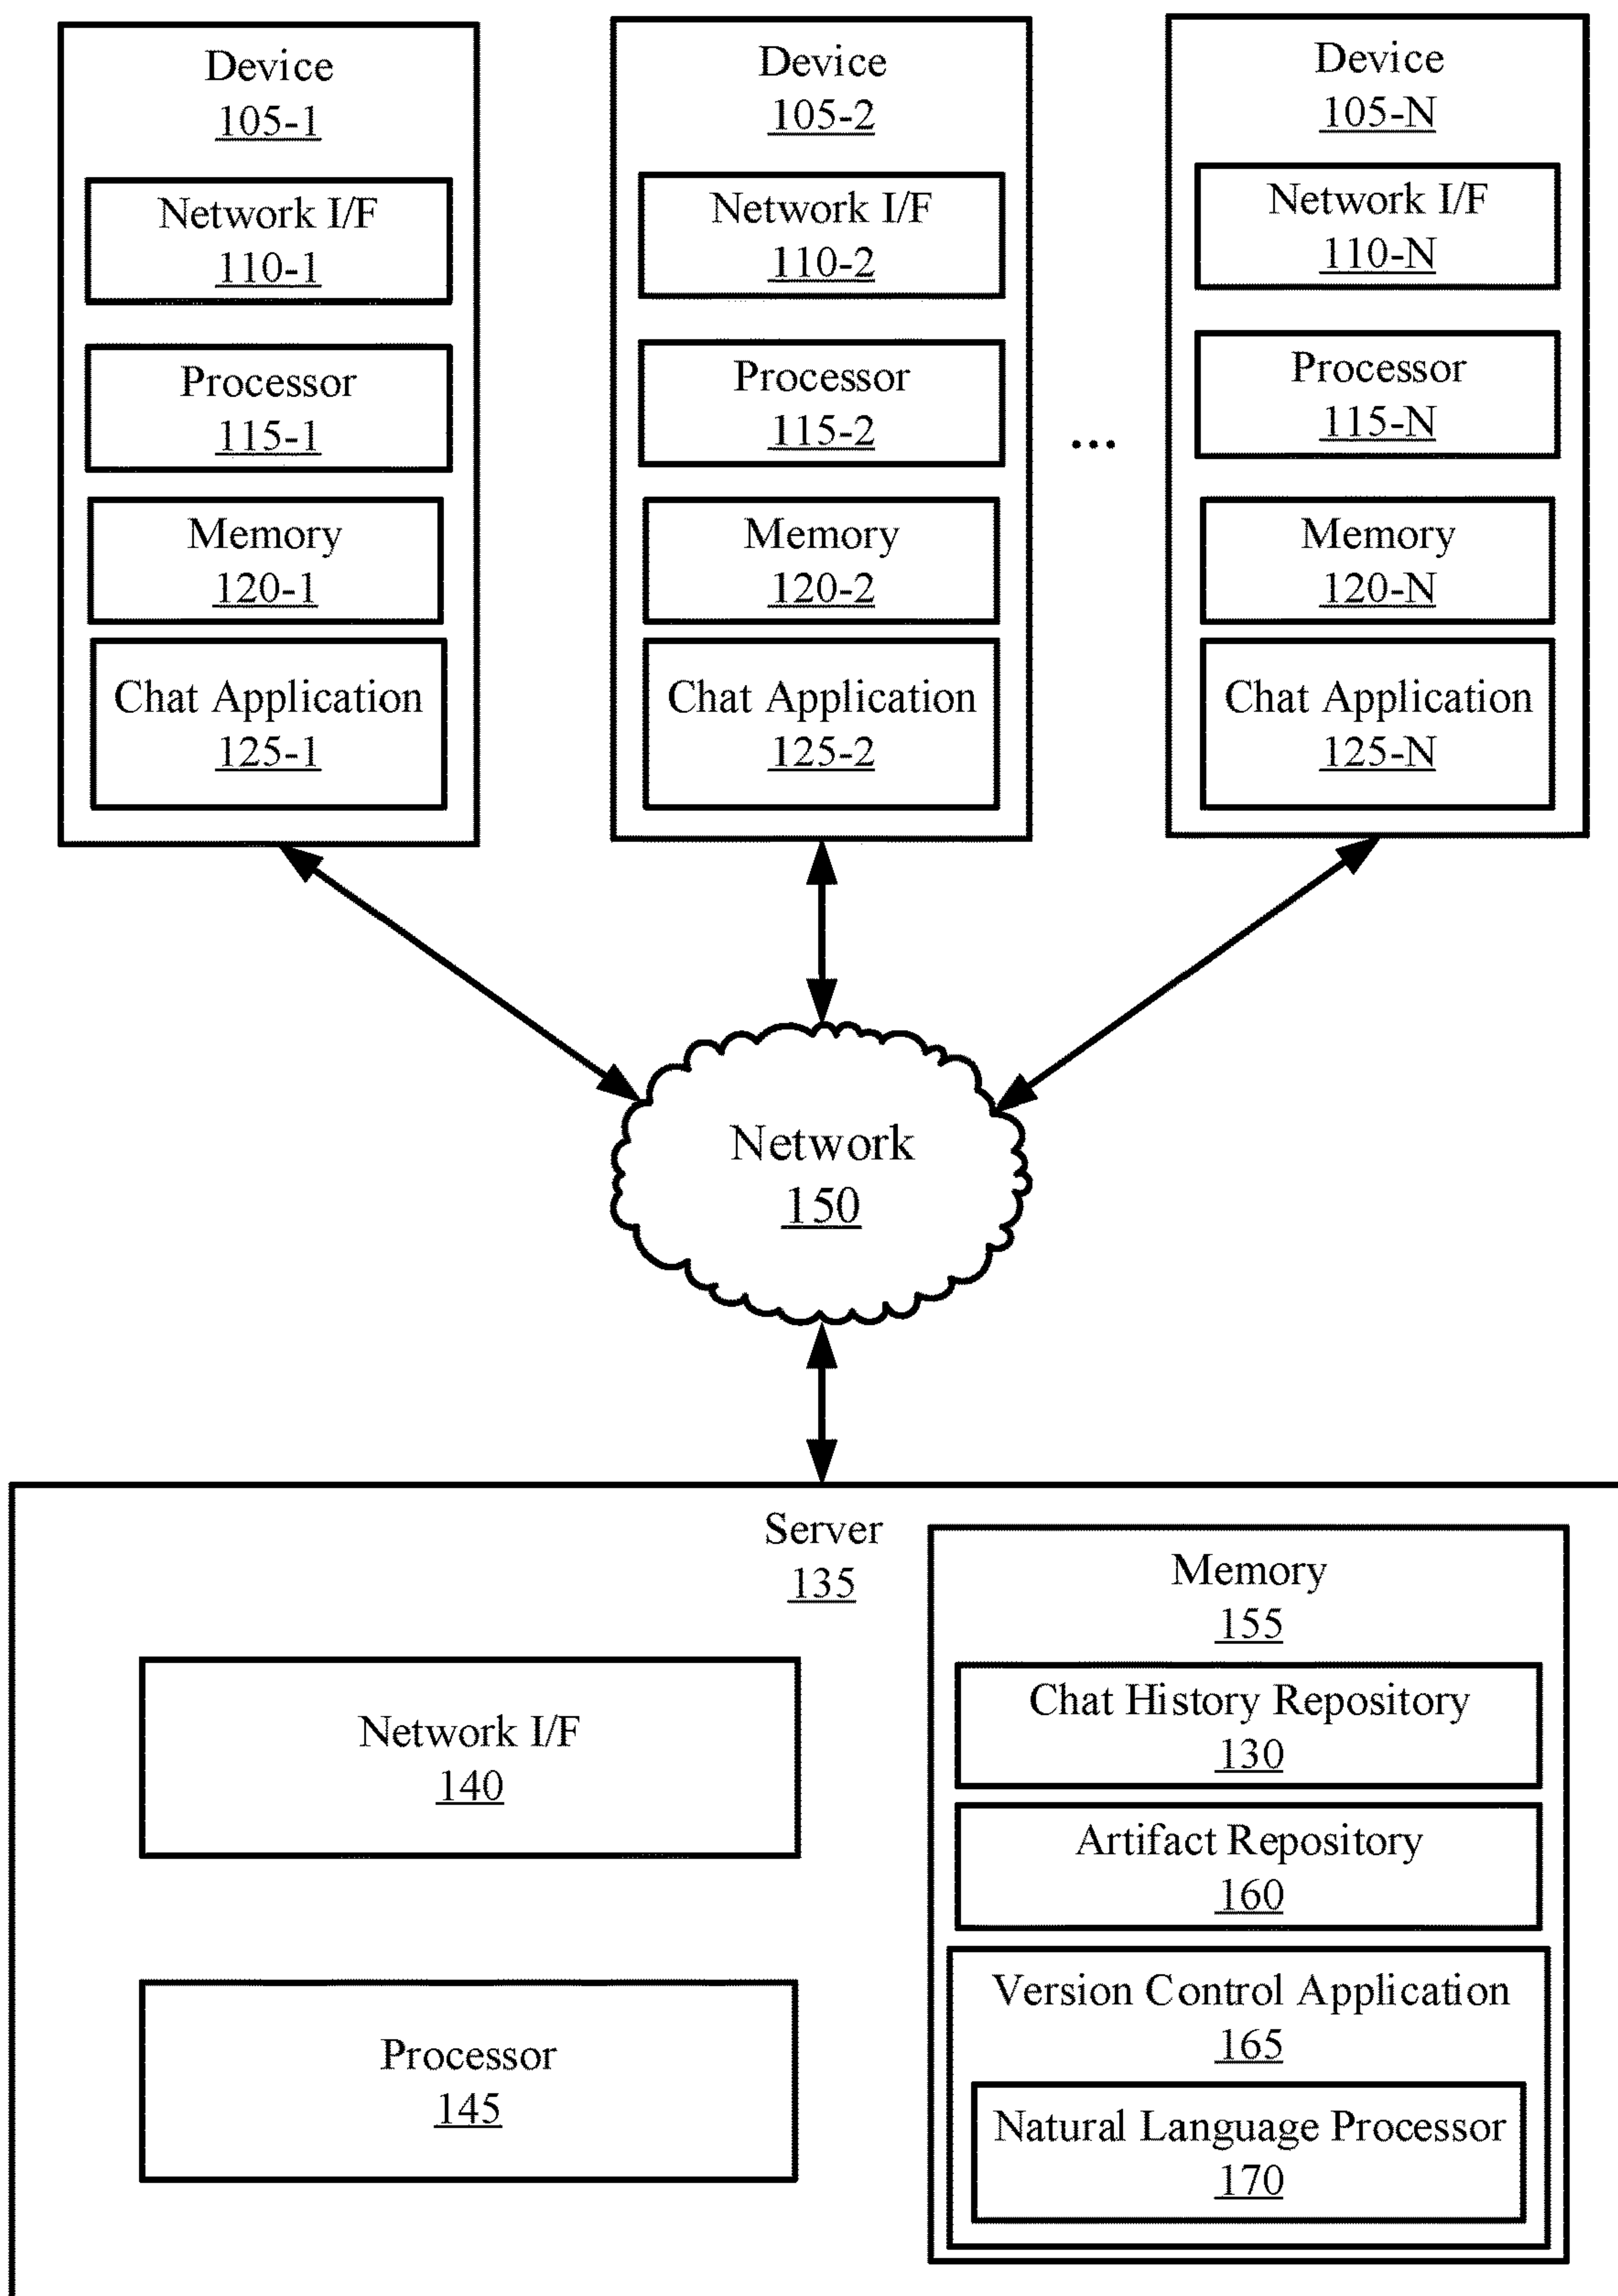 Device
105-1
Network I/F
110-1
Processor
115-1
Memory
120-1
Chat Application
125-1
Device
105-2
Network I/F
110-2
Processor
115-2
Memory
120-2
Chat Application
125-2
...
Device
105-N
Network I/F
110-N
Processor
115-N
Memory
120-N
Chat Application
125-N
Network
150
Server
135
Network I/F
140
Processor
145
Memory
155
Chat History Repository
130
Artifact Repository
160
Version Control Application
165
Natural Language Processor
170